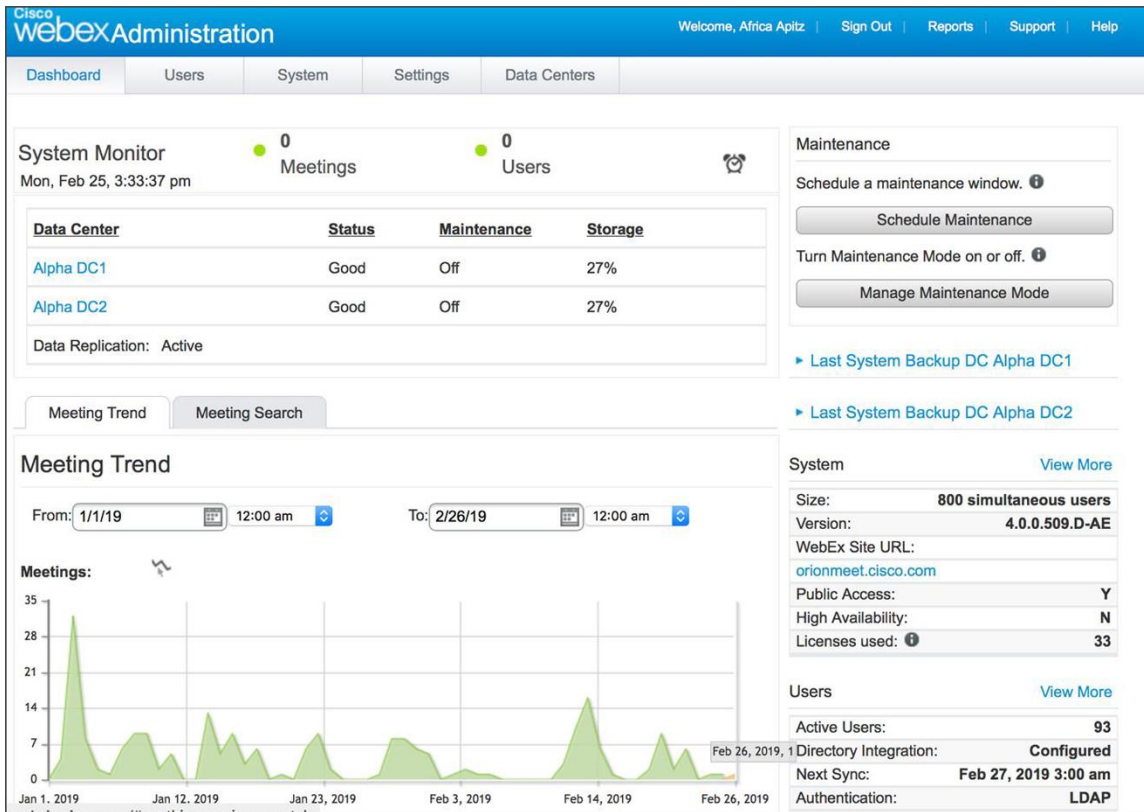 Cisco
webex Administration
Welcome, Africa Apitz | Sign Out | Reports | Support | Help
Dashboard Users System Settings Data Centers
System Monitor
Mon, Feb 25, 3:33:37 pm
0
Meetings
0
Users
Data Center Status Maintenance Storage
Alpha DC1 Good Off 27%
Alpha DC2 Good Off 27%
Data Replication: Active
Meeting Trend Meeting Search
Meeting Trend
From: 1/1/19 12:00 am To: 2/26/19 12:00 am
Meetings:
35
28
21
14
7
0
Jan 1, 2019 Jan 12, 2019 Jan 23, 2019 Feb 3, 2019 Feb 14, 2019 Feb 26, 2019
Feb 26, 2019, 1
Maintenance
Schedule a maintenance window.
Schedule Maintenance
Turn Maintenance Mode on or off.
Manage Maintenance Mode
Last System Backup DC Alpha DC1
Last System Backup DC Alpha DC2
System View More
Size: 800 simultaneous users
Version: 4.0.0.509.D-AE
WebEx Site URL:
orionmeet.cisco.com
Public Access: Y
High Availability: N
Licenses used: 33
Users View More
Active Users: 93
Directory Integration: Configured
Next Sync: Feb 27, 2019 3:00 am
Authentication: LDAP